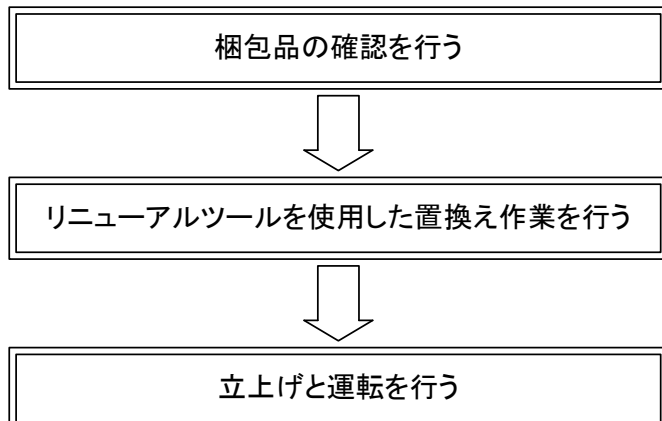 梱包品の確認を行う
リニューアルツールを使用した置換え作業を行う
立上げと運転を行う